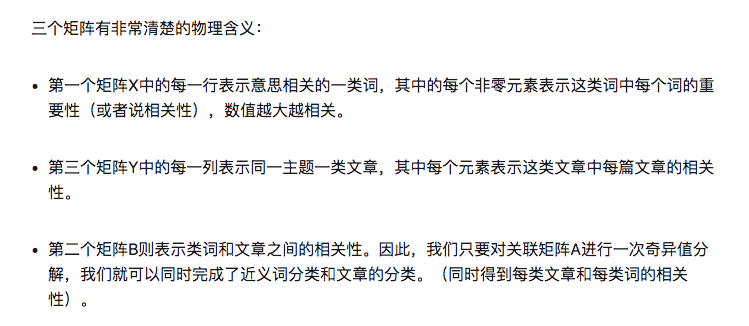 三个矩阵有非常清楚的物理含义：
• 第一个矩阵X中的每一行表示意思相关的一类词，其中的每个非零元素表示这类词中每个词的重
要性（或者说相关性），数值越大越相关。
• 第三个矩阵Y中的每一列表示同一主题一类文章，其中每个元素表示这类文章中每篇文章的相关
性。
• 第二个矩阵B则表示类词和文章之间的相关性。因此，我们只要对关联矩阵A进行一次奇异值分
解，我们就可以同时完成了近义词分类和文章的分类。（同时得到每类文章和每类词的相关
性）。